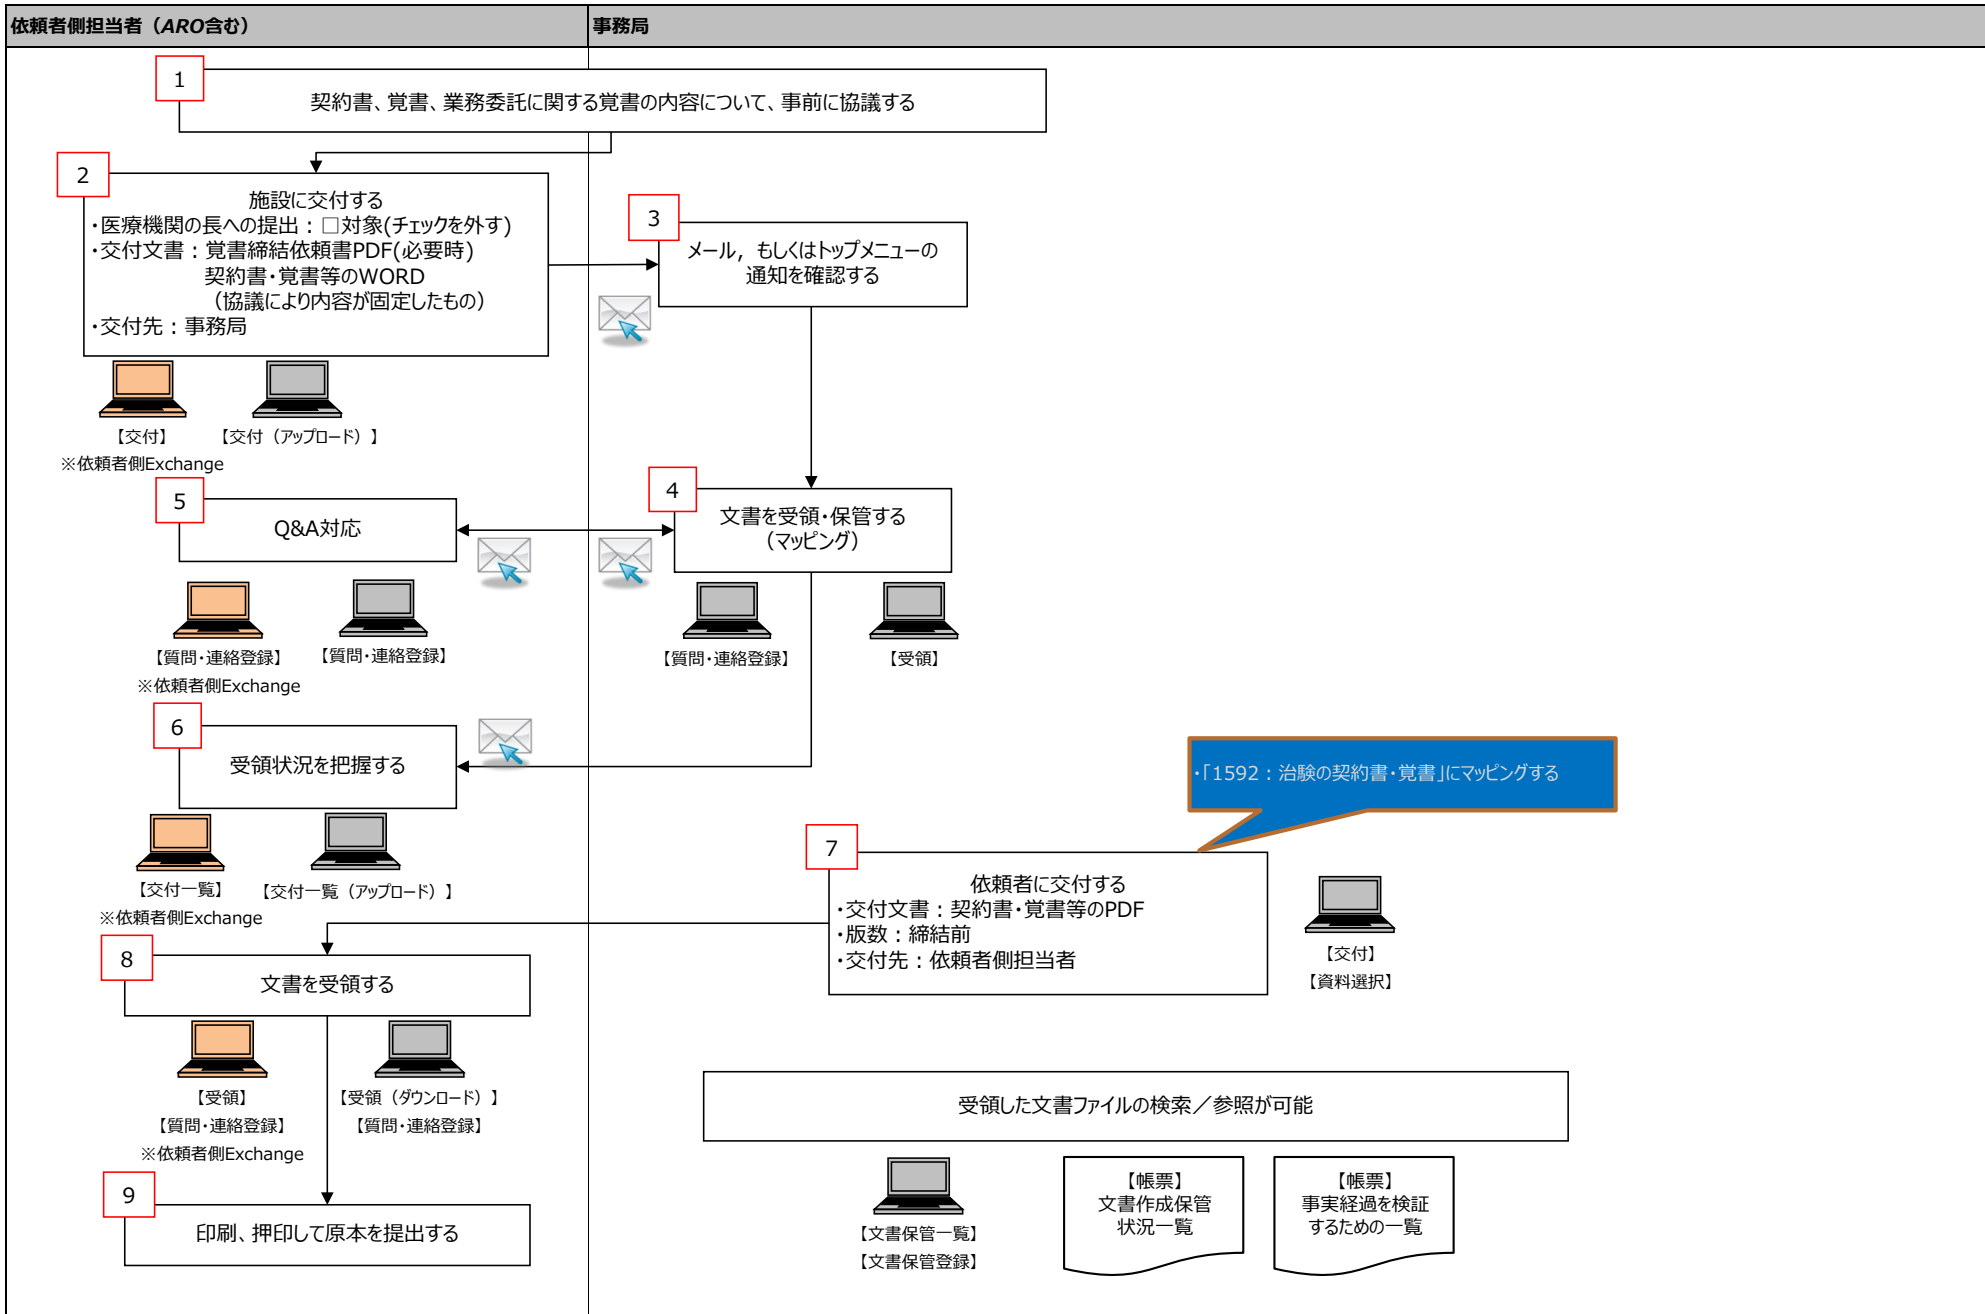 依頼者側担当者（ARO含む）
事務局
1
契約書、覚書、業務委託に関する覚書の内容について、事前に協議する
2
施設に交付する
・医療機関の長への提出：□対象(チェックを外す)
・交付文書：覚書締結依頼書PDF(必要時)
契約書・覚書等のWORD
（協議により内容が固定したもの）
・交付先：事務局
3
メール，もしくはトップメニューの
通知を確認する
【交付】
【交付（アップロード）】
※依頼者側Exchange
4
文書を受領・保管する
（マッピング）
5
Q&A対応
【質問・連絡登録】
【質問・連絡登録】
※依頼者側Exchange
【質問・連絡登録】
【受領】
6
受領状況を把握する
【交付一覧】
【交付一覧（アップロード）】
※依頼者側Exchange
・「1592：治験の契約書・覚書」にマッピングする
7
依頼者に交付する
・交付文書：契約書・覚書等のPDF
・版数：締結前
・交付先：依頼者側担当者
【交付】
【資料選択】
8
文書を受領する
【受領】
【質問・連絡登録】
※依頼者側Exchange
【受領（ダウンロード）】
【質問・連絡登録】
9
印刷、押印して原本を提出する
受領した文書ファイルの検索／参照が可能
【文書保管一覧】
【文書保管登録】
【帳票】
文書作成保管
状況一覧
【帳票】
事実経過を検証
するための一覧